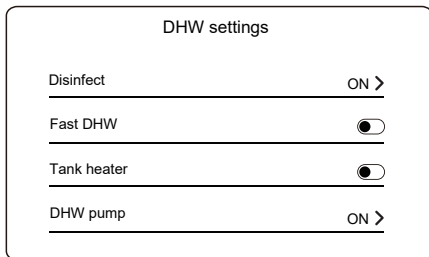 DHW settings
Disinfect ON
Fast DHW
Tank heater
DHW pump ON